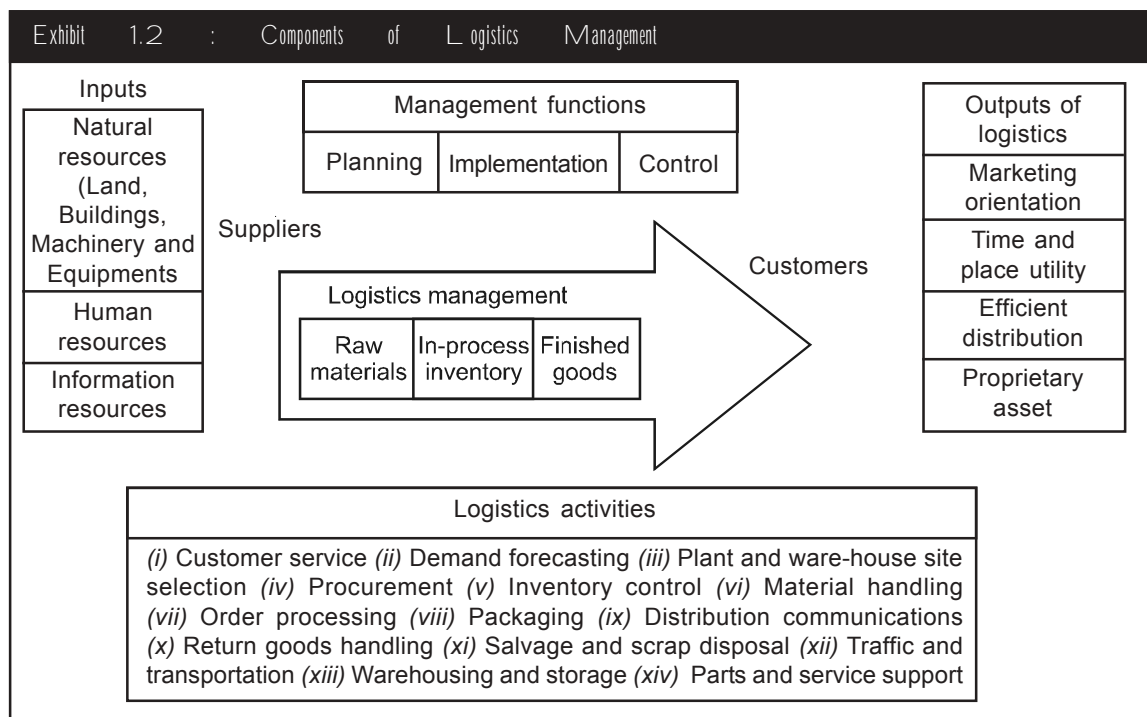 Exhibit 1.2 : Components of Logistics Management
Inputs
Natural
resources
(Land,
Buildings,
Machinery and
Equipments
Human
resources
Information
resources
Management functions
Planning
Implementation
Control
Suppliers
Logistics management
Raw
materials
In-process
inventory
Finished
goods
Customers
Outputs of
logistics
Marketing
orientation
Time and
place utility
Efficient
distribution
Proprietary
asset
Logistics activities
(i) Customer service (ii) Demand forecasting (iii) Plant and ware-house site
selection (iv) Procurement (v) Inventory control (vi) Material handling
(vii) Order processing (viii) Packaging (ix) Distribution communications
(x) Return goods handling (xi) Salvage and scrap disposal (xii) Traffic and
transportation (xiii) Warehousing and storage (xiv) Parts and service support